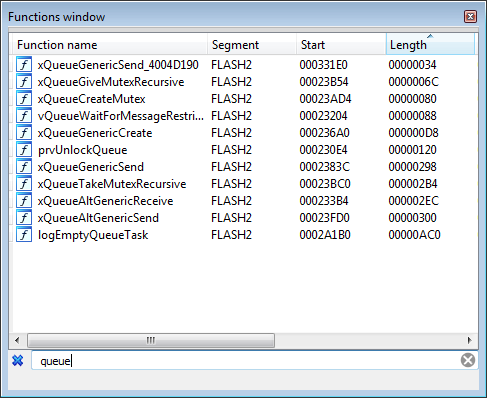 Functions window
Function name Segment Start Length
xQueueGenericSend_4004D190 FLASH2 000331E0 00000034
xQueueGiveMutexRecursive FLASH2 00023B54 0000006C
xQueueCreateMutex FLASH2 00023AD4 00000080
vQueueWaitForMessageRestri... FLASH2 00023204 00000088
xQueueGenericCreate FLASH2 000236A0 000000D8
prvUnlockQueue FLASH2 000230E4 00000120
xQueueGenericSend FLASH2 0002383C 00000298
xQueueTakeMutexRecursive FLASH2 00023BC0 000002B4
xQueueAltGenericReceive FLASH2 000233B4 000002EC
xQueueAltGenericSend FLASH2 00023FD0 00000300
logEmptyQueueTask FLASH2 0002A1B0 00000AC0
queue